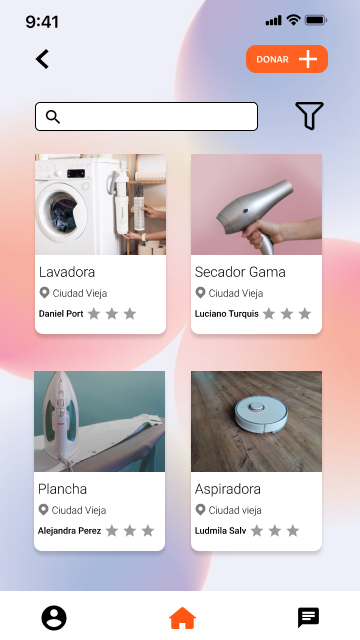 9:41
DONAR
Lavadora
Ciudad Vieja
Daniel Port
Secador Gama
Ciudad Vieja
Luciano Turquis
Plancha
Ciudad Vieja
Alejandra Perez
Aspiradora
Ciudad vieja
Ludmila Salv